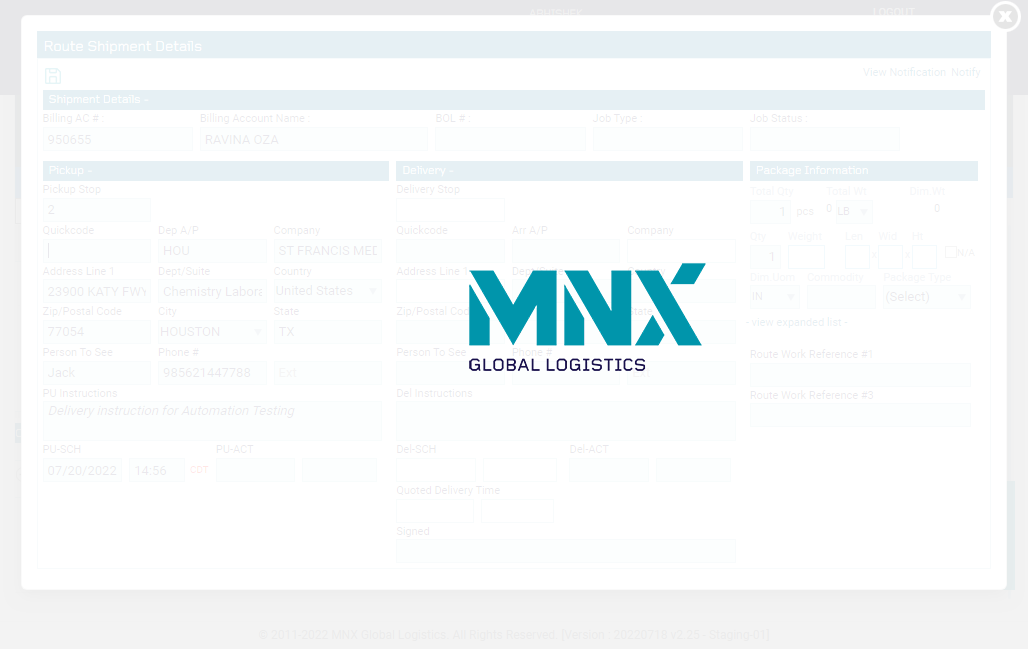 LOGOUT
Route Shipment Details
View Notification Notify
Shipment Details -
Billing AC # : Billing Account Name: BOL # : Job Type : Job Status :
950655 RAVINA OZA
Pickup - Delivery - Package Information
Pickup Stop Delivery Stop Total Qty Total Wt Dim Wt
2 1 pcs 0 LB 0
Quickcode Dep A/P Company Quickcode Arr A/P Company Qty Weight Len Wid Ht
HOU ST FRANCIS MED 1 x x N/A
Address Line 1 Dept/Suite Country Address Line 1 Dim Uom Commodity Package Type
23900 KATY FWY Chemistry Labora United States IN (Select)
Zip/Postal Code City State Zip/Postal Code State
77054 HOUSTON TX
- view expanded list -
MNX
GLOBAL LOGISTICS
Person To See Phone # Person To See Phone # Route Work Reference #1
Jack 985621447788 Ext
PU Instructions Del Instructions Route Work Reference #3
Delivery Instruction for Automation Testing
PU-SCH PU-ACT Del-SCH Del-ACT
07/20/2022 14:56 CDT
Quoted Delivery Time
Signed
© 2011-2022 MNX Global Logistics. All Rights Reserved. [Version : 20220719.v2.25 - Staging-01]